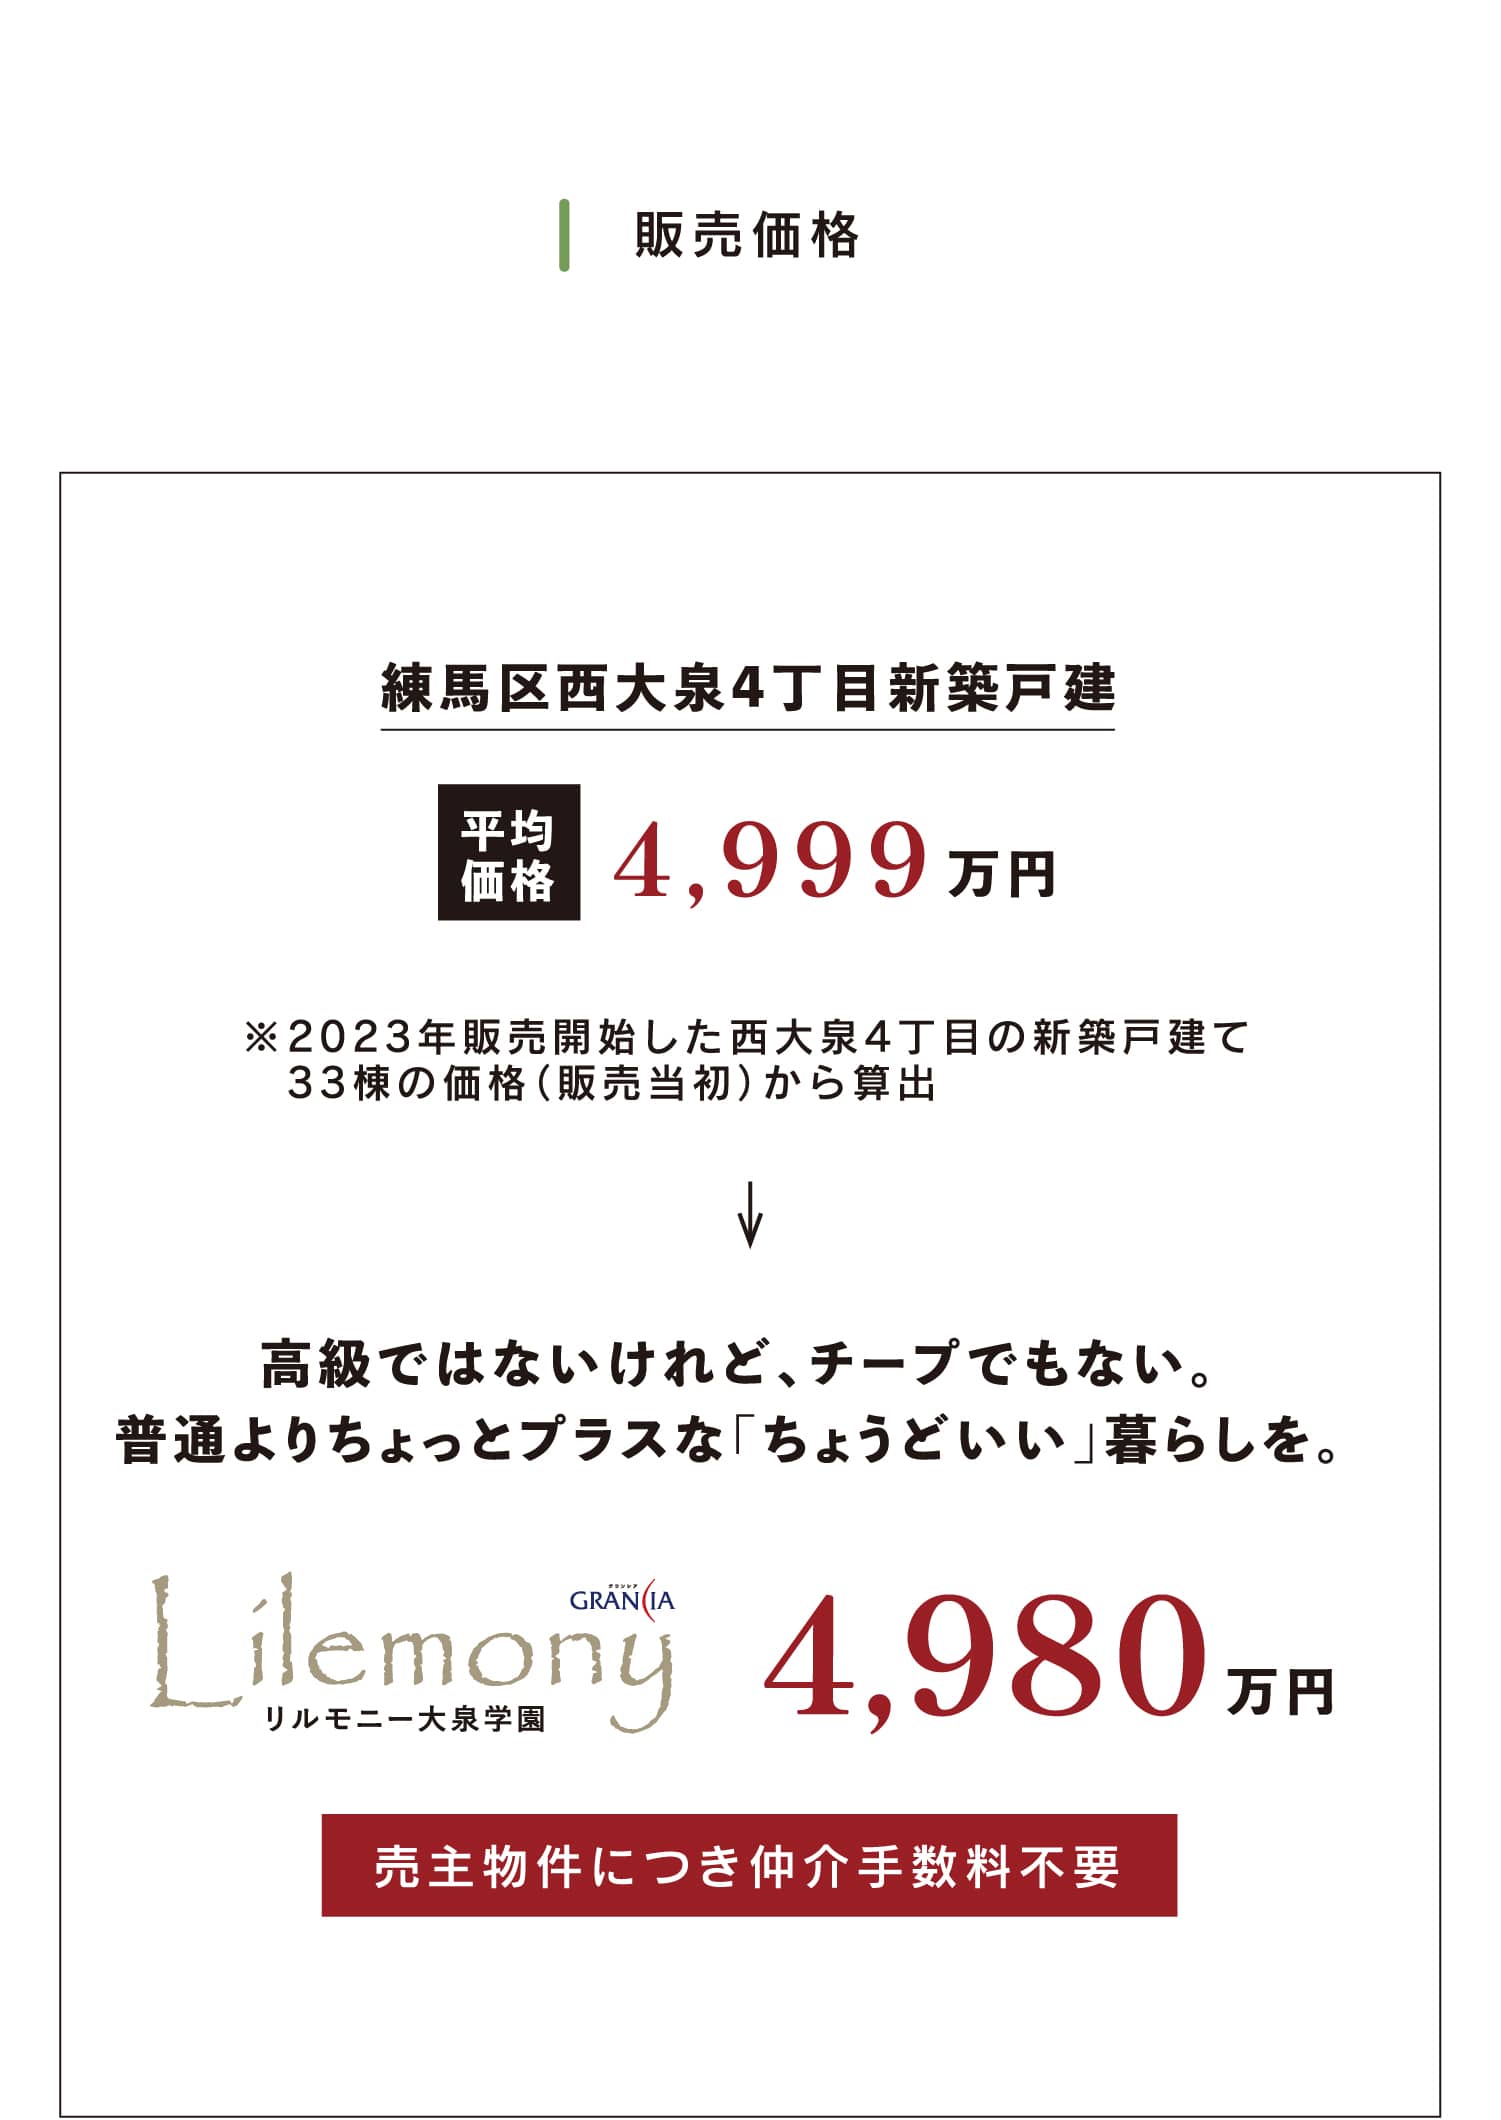 販売価格
練馬区西大泉4丁目新築戸建
平均
価格
4,999万円
※2023年販売開始した西大泉4丁目の新築戸建て
33棟の価格（販売当初）から算出
高級ではないけれど、チープでもない。
普通よりちょっとプラスな「ちょうどいい」暮らしを。
グランシア
GRANCIA
Lilemony
リルモニー大泉学園
4,980万円
売主物件につき仲介手数料不要